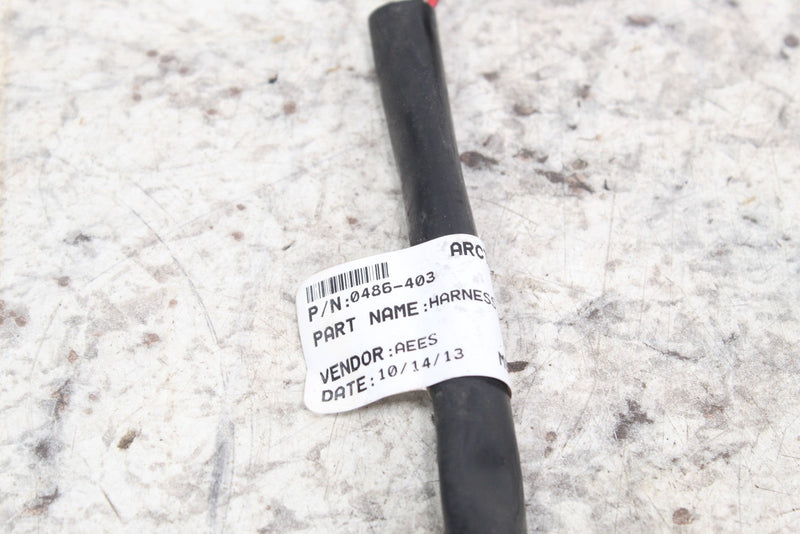 ARC
P/N:0486-403
PART NAME:HARNESS
VENDOR:AEES
DATE:10/14/13
M